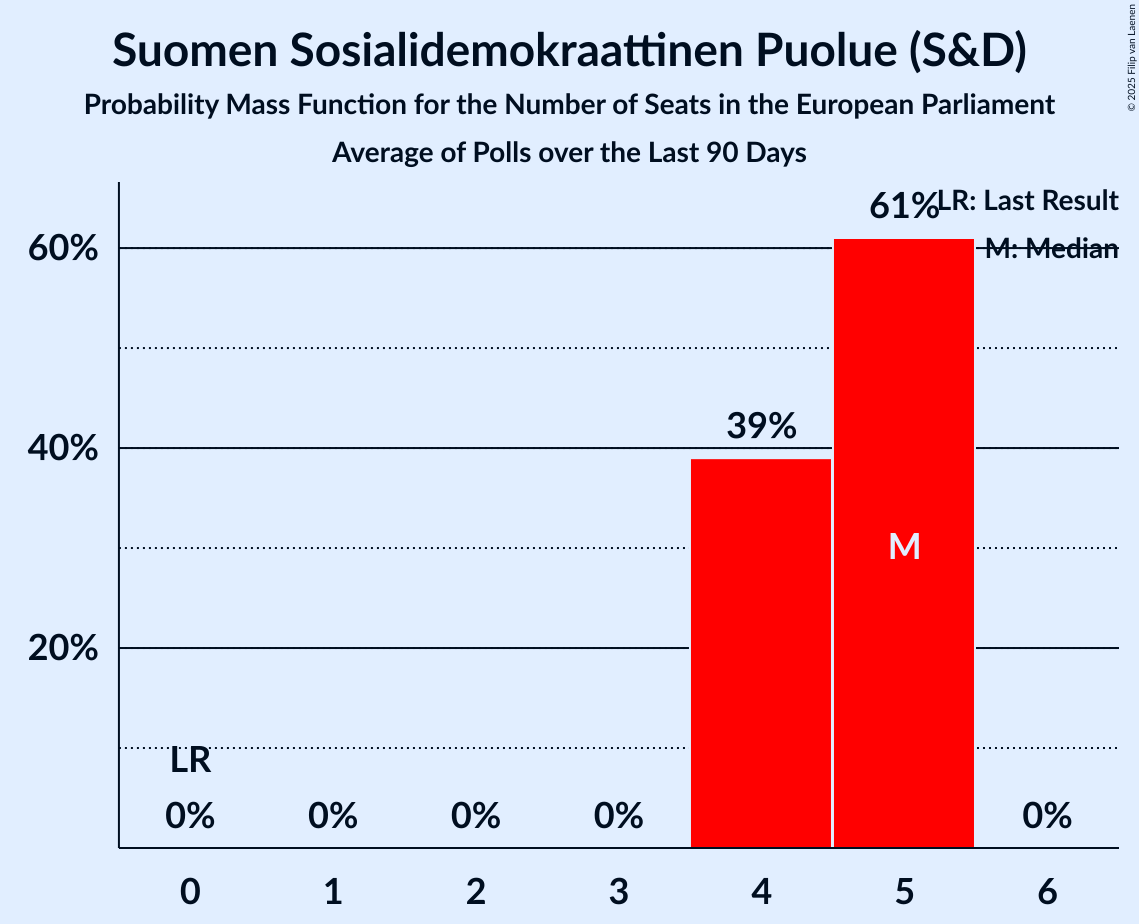 Suomen Sosialidemokraattinen Puolue (S&D)
Probability Mass Function for the Number of Seats in the European Parliament
Average of Polls over the Last 90 Days
© 2025 Filip van Laenen
LR: Last Result
M: Median
61%
60%
39%
40%
M
20%
LR
0% 0% 0% 0% 0%
0 1 2 3 4 5 6